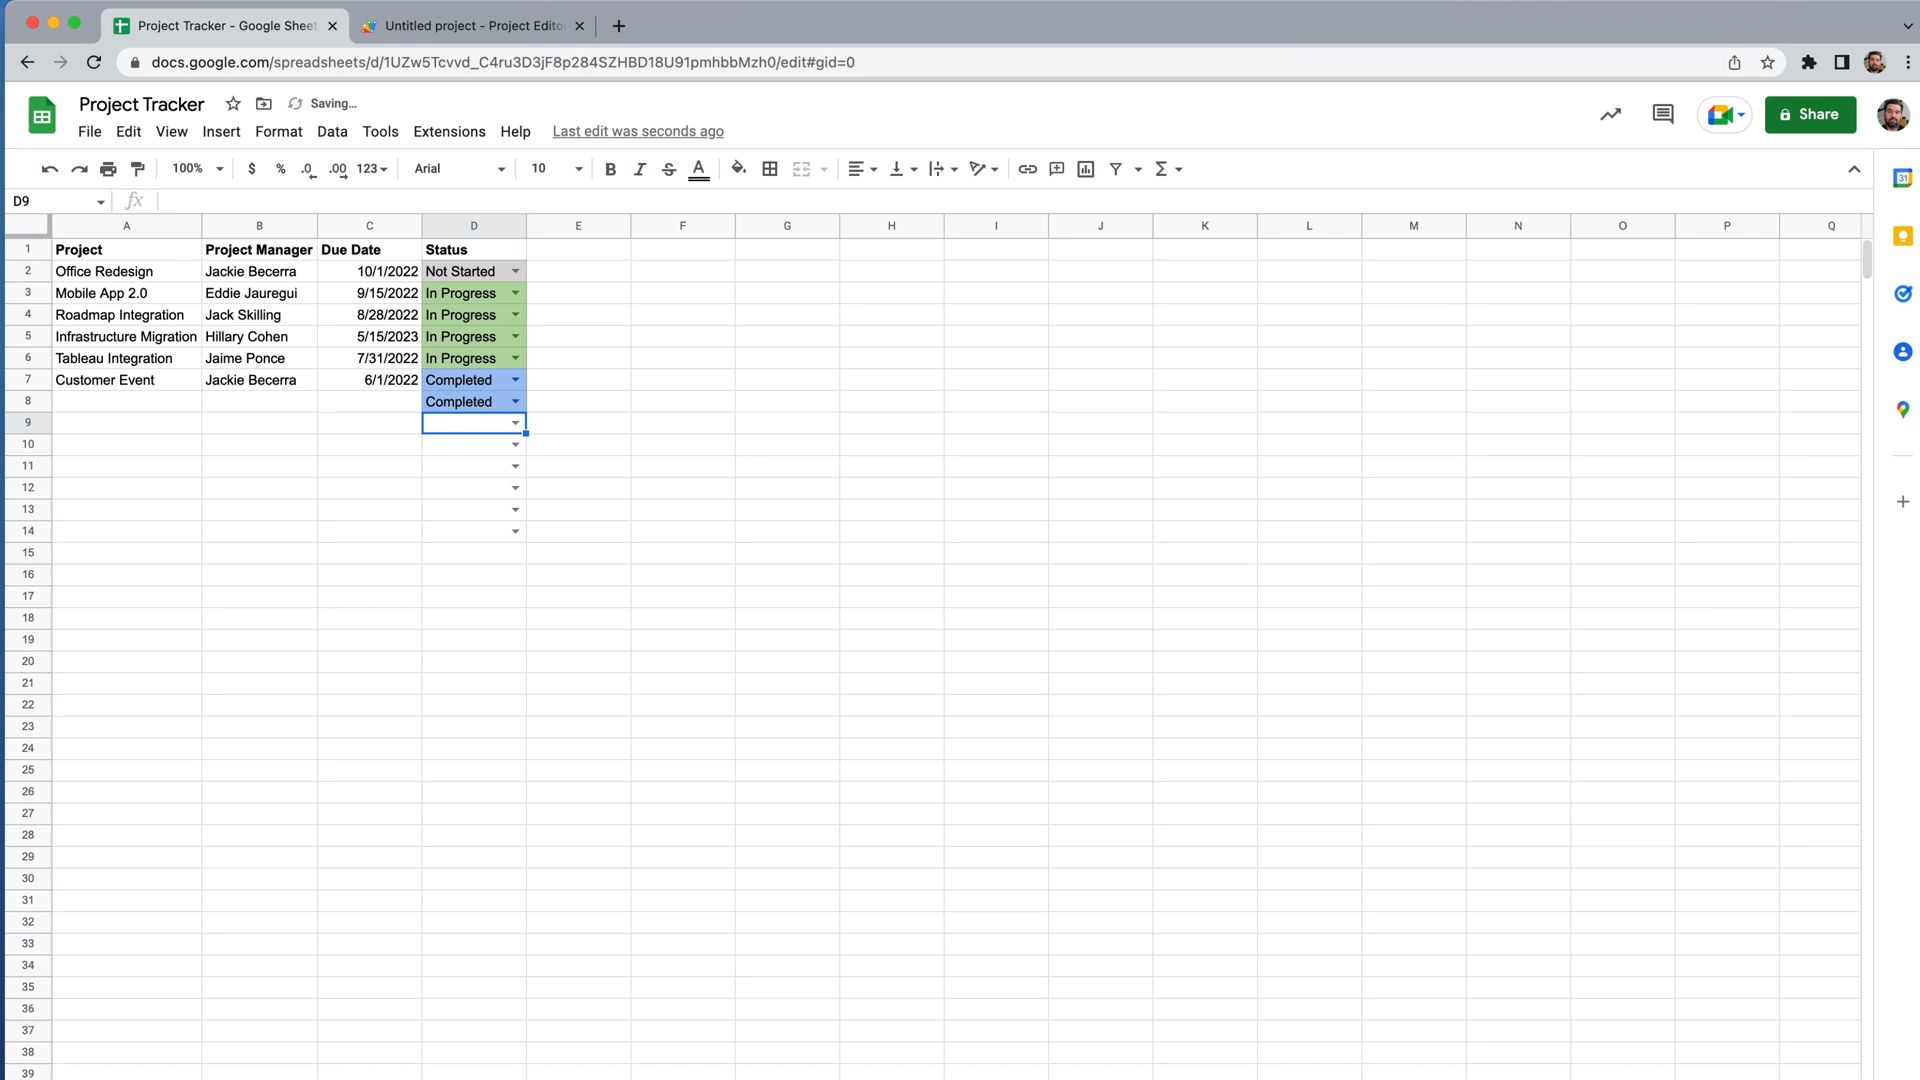 Project Tracker - Google Sheet
Untitled project - Project Edito
docs.google.com/spreadsheets/d/1UZw5Tcvvd_C4ru3D3jF8p284SZHBD18U91pmhbbMzh0/edit#gid=0
Project Tracker Saving...
File Edit View Insert Format Data Tools Extensions Help Last edit was seconds ago
Share
100% $ % .0 .00 123 Arial 10 B I S A Σ
31
D9 fx
A B C D E F G H I J K L M N O P Q
1 Project Project Manager Due Date Status
2 Office Redesign Jackie Becerra 10/1/2022 Not Started
3 Mobile App 2.0 Eddie Jauregui 9/15/2022 In Progress
4 Roadmap Integration Jack Skilling 8/28/2022 In Progress
5 Infrastructure Migration Hillary Cohen 5/15/2023 In Progress
6 Tableau Integration Jaime Ponce 7/31/2022 In Progress
7 Customer Event Jackie Becerra 6/1/2022 Completed
8 Completed
9
10
11
12
13
14
15
16
17
18
19
20
21
22
23
24
25
26
27
28
29
30
31
32
33
34
35
36
37
38
39